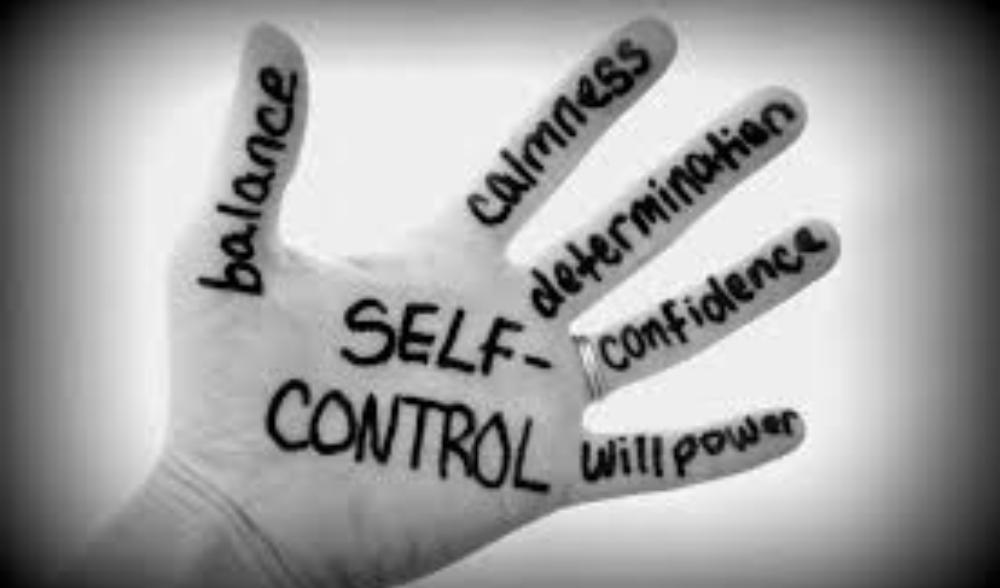 balance
calmness
determination
confidence
Willpower
SELF-
CONTROL